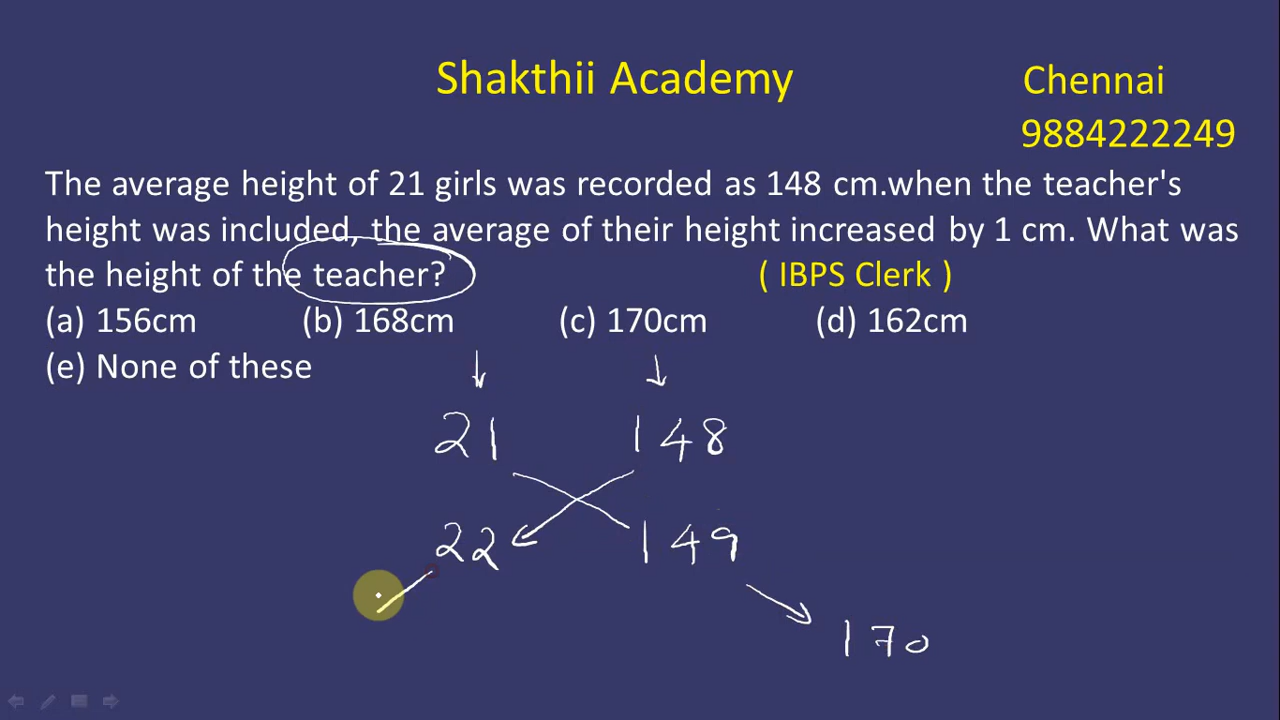 Shakthii Academy
Chennai
9884222249
The average height of 21 girls was recorded as 148 cm.when the teacher's
height was included, the average of their height increased by 1 cm. What was
the height of the teacher? ( IBPS Clerk )
(a) 156cm (b) 168cm (c) 170cm (d) 162cm
(e) None of these
21 148
22 149
170